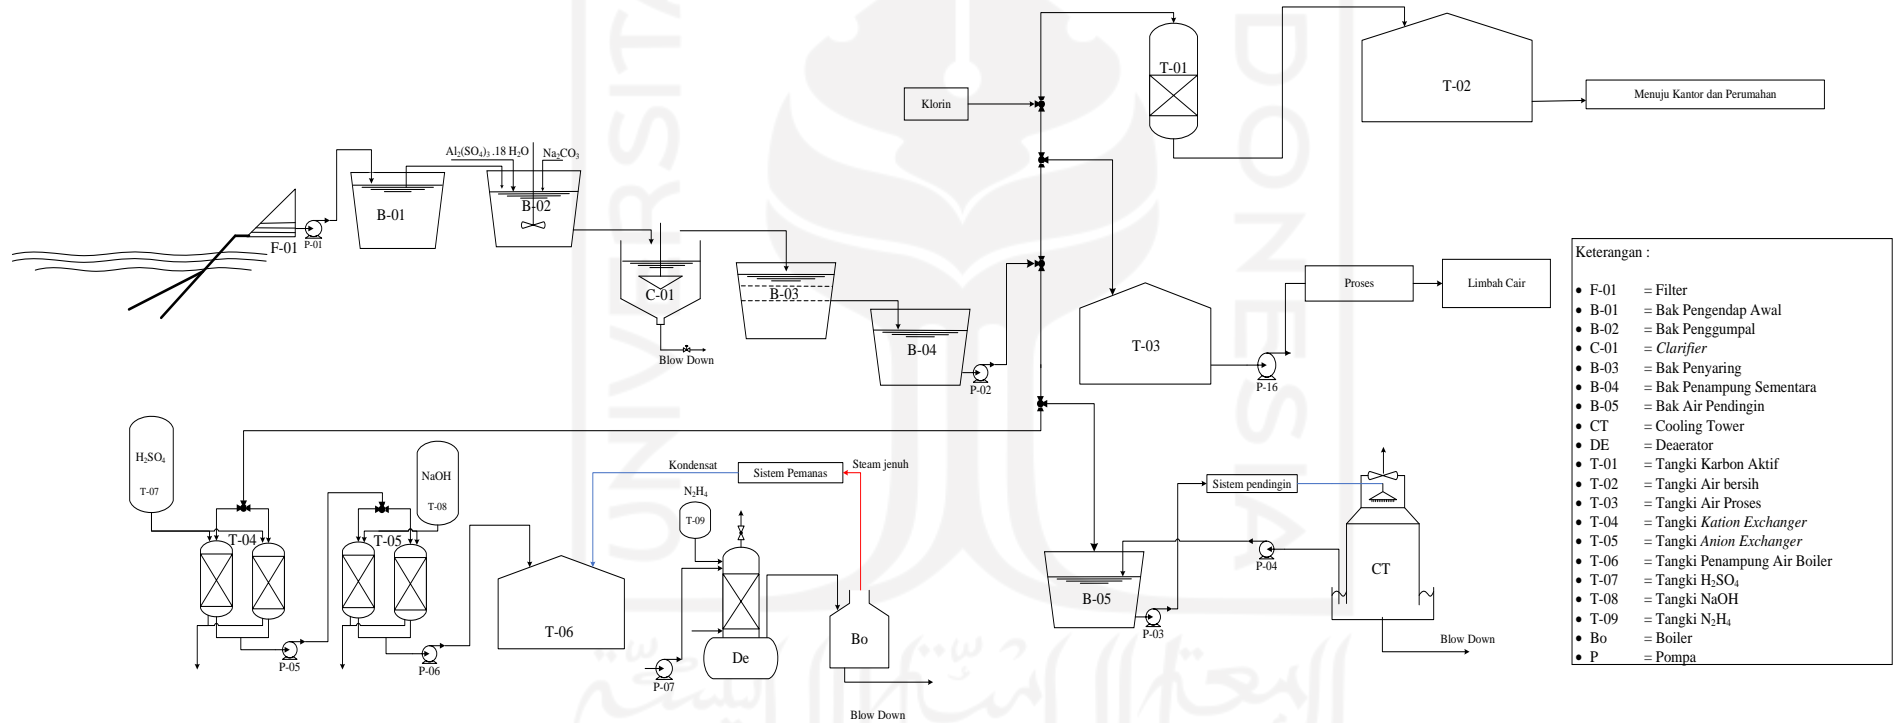 T-01
T-02
Klorin
Menuju Kantor dan Perumahan
Al₂(SO₄)₃ .18 H₂O
Na₂CO₃
B-01
B-02
F-01
P-01
C-01
Blow Down
B-03
B-04
P-02
T-03
P-16
Proses
Limbah Cair
Keterangan :
• F-01 = Filter
• B-01 = Bak Pengendap Awal
• B-02 = Bak Penggumpal
• C-01 = Clarifier
• B-03 = Bak Penyaring
• B-04 = Bak Penampung Sementara
• B-05 = Bak Air Pendingin
• CT = Cooling Tower
• DE = Deaerator
• T-01 = Tangki Karbon Aktif
• T-02 = Tangki Air bersih
• T-03 = Tangki Air Proses
• T-04 = Tangki Kation Exchanger
• T-05 = Tangki Anion Exchanger
• T-06 = Tangki Penampung Air Boiler
• T-07 = Tangki H₂SO₄
• T-08 = Tangki NaOH
• T-09 = Tangki N₂H₄
• Bo = Boiler
• P = Pompa
H₂SO₄
T-07
NaOH
T-08
T-04
T-05
P-05
P-06
Kondensat
Sistem Pemanas
Steam jenuh
N₂H₄
T-09
T-06
P-07
De
Bo
Blow Down
Sistem pendingin
B-05
P-03
P-04
CT
Blow Down
UNIVERSITA
DONESIA